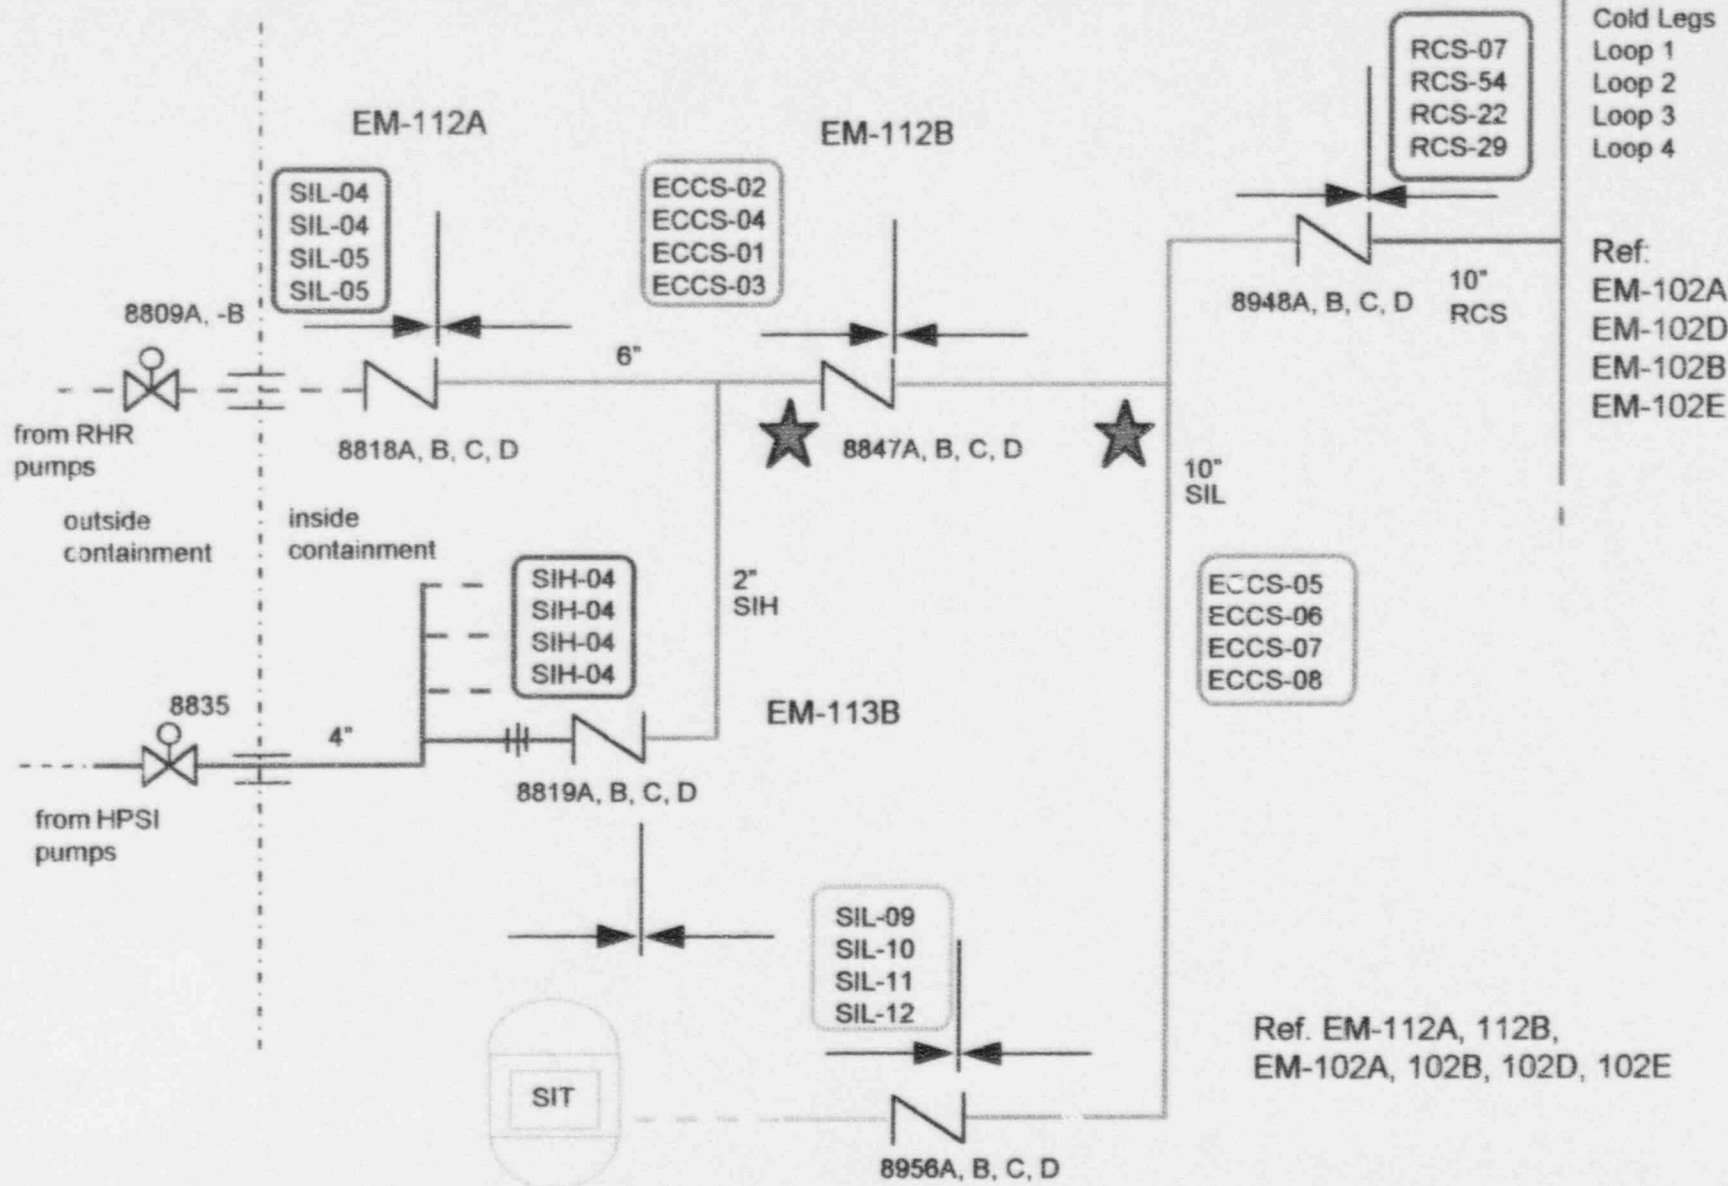 Cold Legs
Loop 1
Loop 2
Loop 3
Loop 4
RCS-07
RCS-54
RCS-22
RCS-29
EM-112A
EM-112B
SIL-04
SIL-04
SIL-05
SIL-05
ECCS-02
ECCS-04
ECCS-01
ECCS-03
Ref:
EM-102A
EM-102D
EM-102B
EM-102E
8809A, -B
8948A, B, C, D
10"
RCS
6"
from RHR
pumps
8818A, B, C, D
8847A, B, C, D
10"
SIL
outside
containment
inside
containment
SIH-04
SIH-04
SIH-04
SIH-04
2"
SIH
ECCS-05
ECCS-06
ECCS-07
ECCS-08
8835
4"
EM-113B
8819A, B, C, D
from HPSI
pumps
SIL-09
SIL-10
SIL-11
SIL-12
SIT
Ref. EM-112A, 112B,
EM-102A, 102B, 102D, 102E
8956A, B, C, D